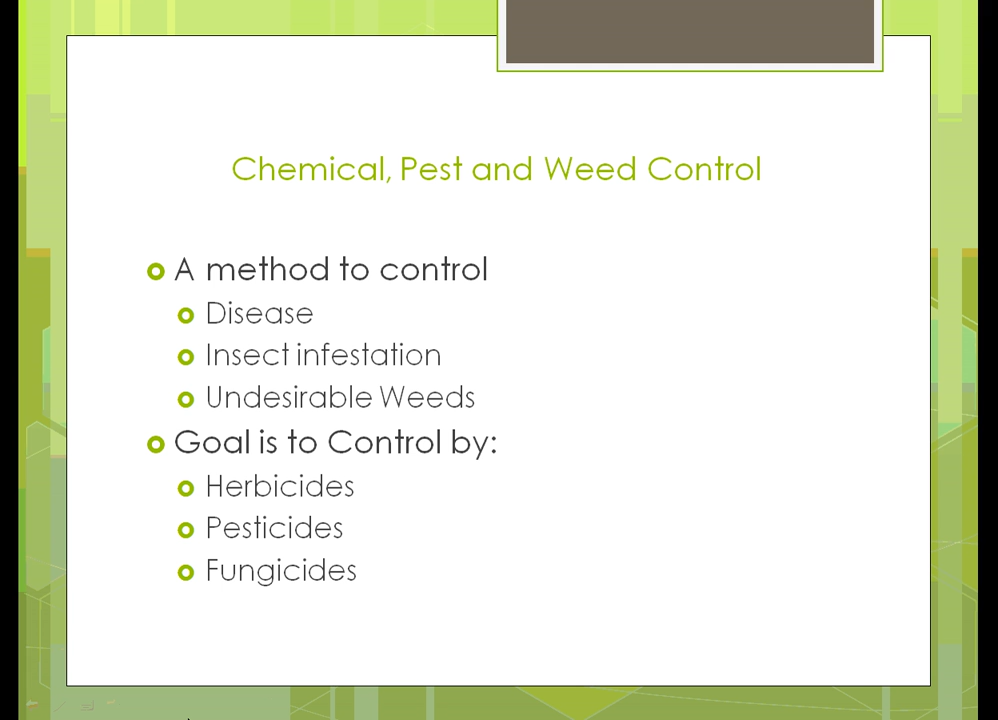 Chemical, Pest and Weed Control
A method to control
Disease
Insect infestation
Undesirable Weeds
Goal is to Control by:
Herbicides
Pesticides
Fungicides